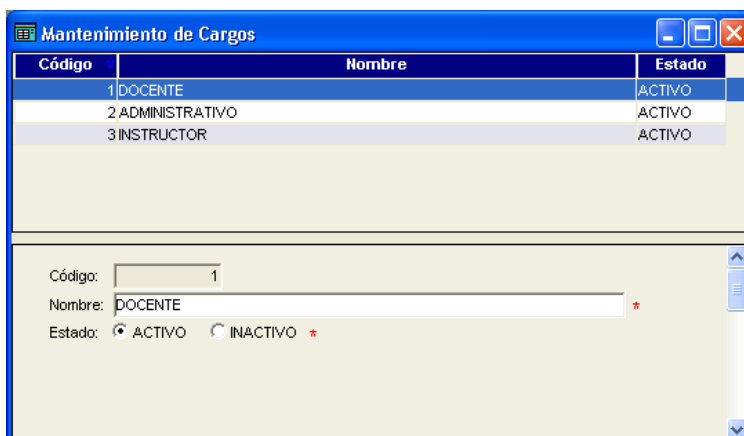 Mantenimiento de Cargos
Código Nombre Estado
1 DOCENTE ACTIVO
2 ADMINISTRATIVO ACTIVO
3 INSTRUCTOR ACTIVO
Código: 1
Nombre: DOCENTE *
Estado: ACTIVO INACTIVO *